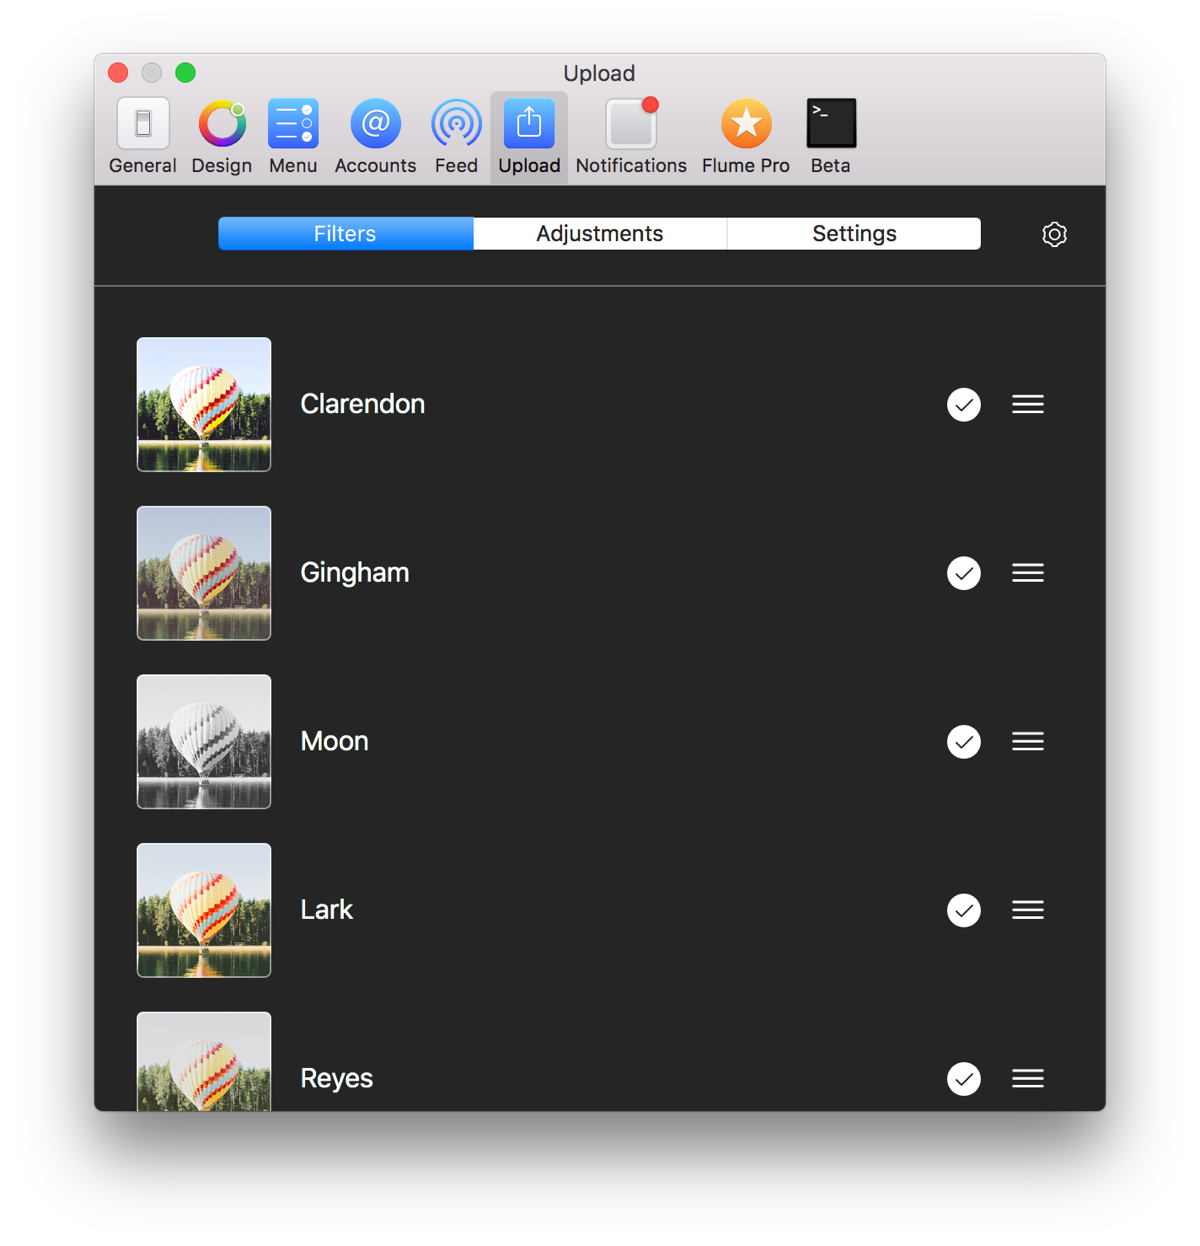 Upload
General Design Menu Accounts Feed Upload Notifications Flume Pro Beta
Filters Adjustments Settings
Clarendon
Gingham
Moon
Lark
Reyes